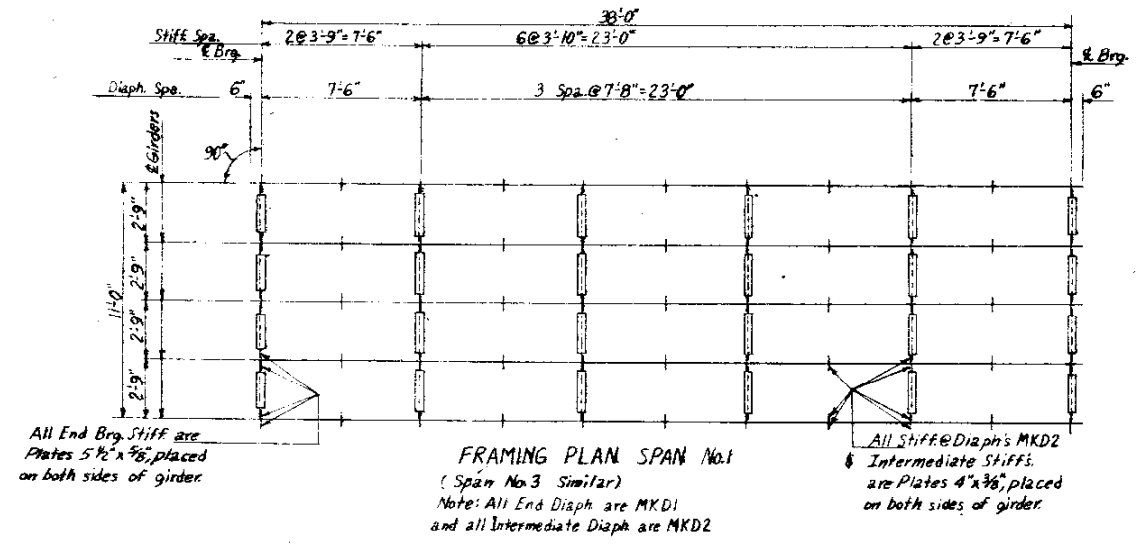 38'-0"
Stiff. Spa.
2@3'-9"=7'-6"
6@3'-10"=23'-0"
2@3'-9"=7'-6"
℄ Brg.
℄ Brg.
Diaph. Spa.
6"
7'-6"
3 Spa.@7'-8"=23'-0"
7'-6"
6"
℄ Girders
90°
2'-9"
2'-9"
2'-9"
2'-9"
11'-0"
All End Brg. Stiff. are
Plates 5 1/2" x 5/8", placed
on both sides of girder.
FRAMING PLAN SPAN No.1
(Span No.3 Similar)
Note: All End Diaph are MKD1
and all Intermediate Diaph are MKD2
All Stiff.@Diaph's MKD2
& Intermediate Stiff's.
are Plates 4"x3/8", placed
on both sides of girder.